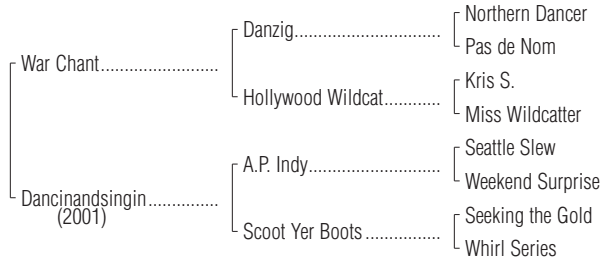 Northern Dancer
Danzig..............................
Pas de Nom
War Chant........................
Kris S.
Hollywood Wildcat............
Miss Wildcatter
Seattle Slew
A.P. Indy...........................
Weekend Surprise
Dancinandsingin...............
(2001)
Seeking the Gold
Scoot Yer Boots ................
Whirl Series